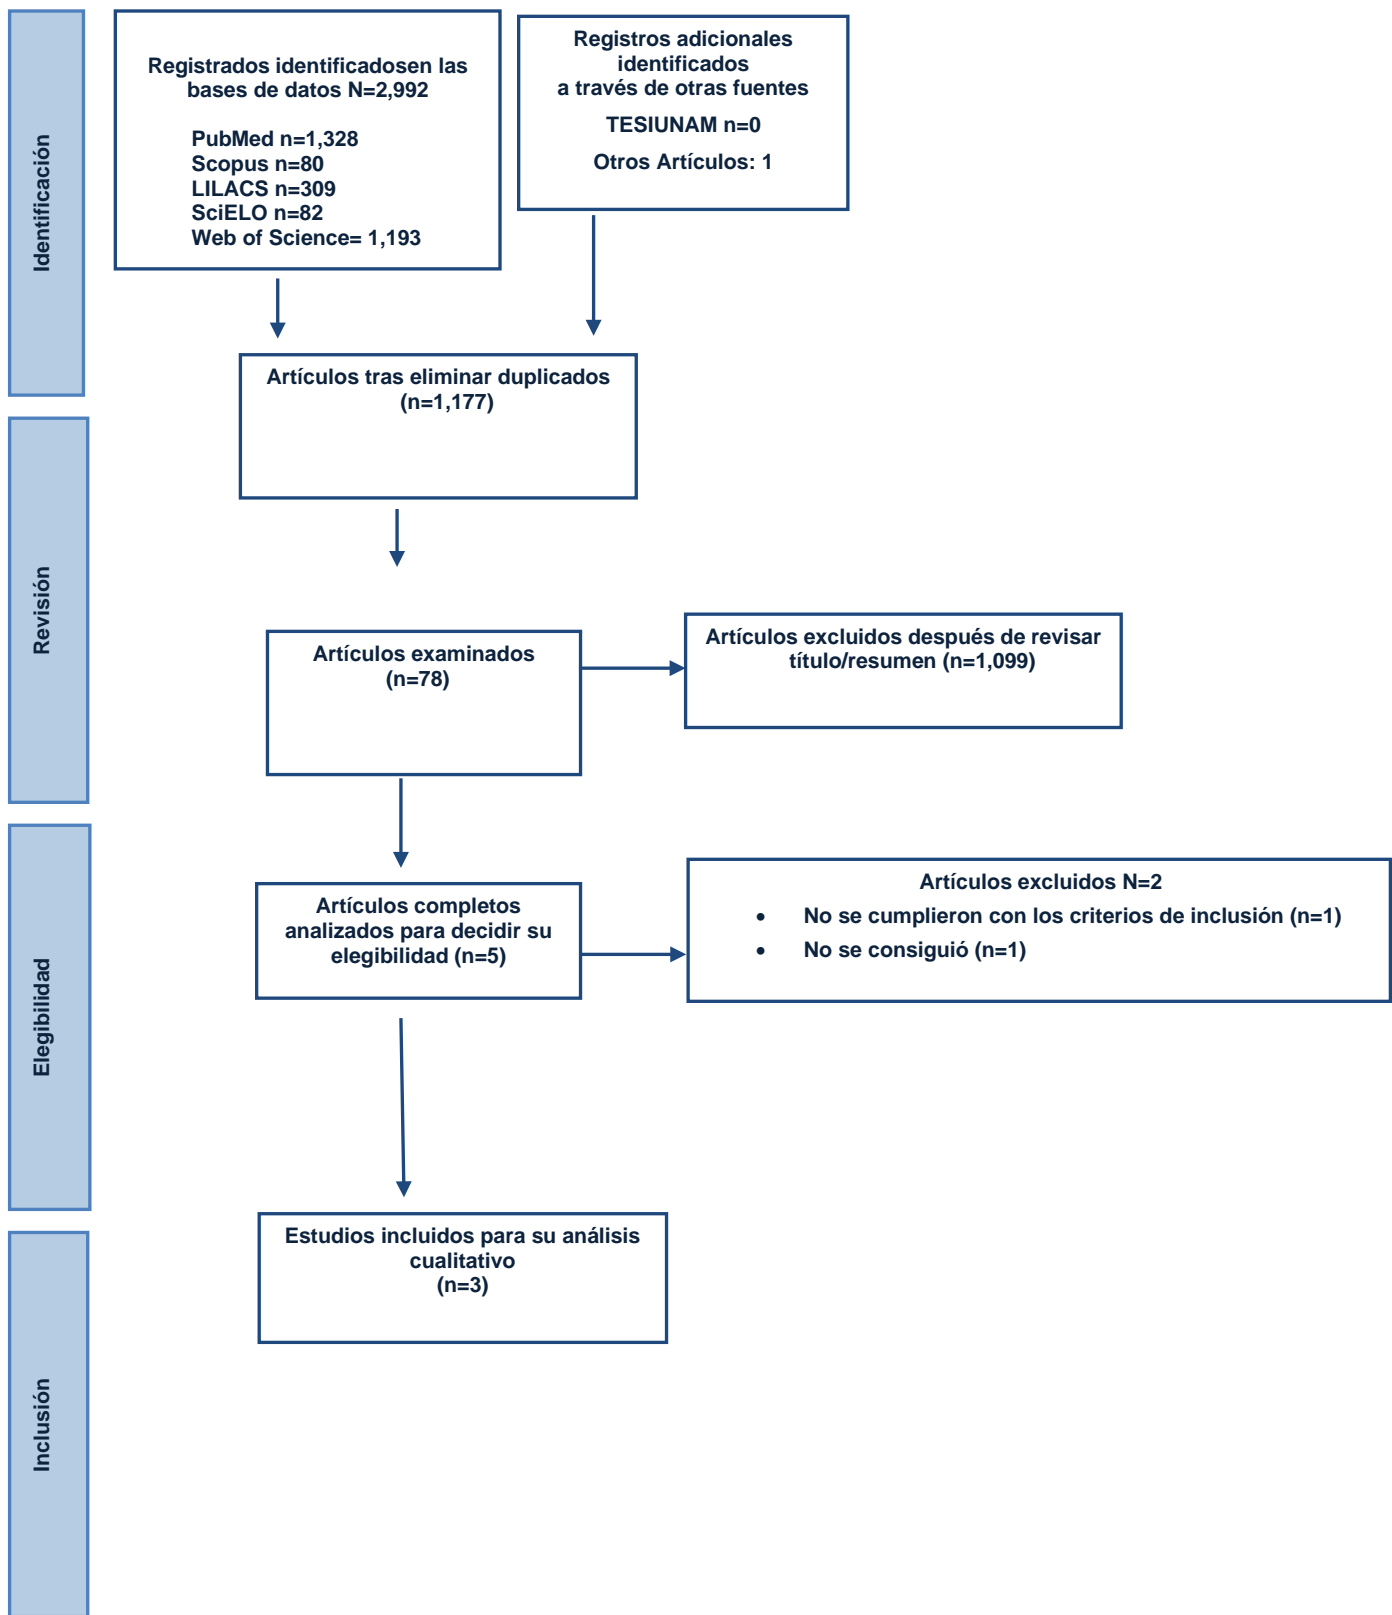 Identificación
Registrados identificadosen las
bases de datos N=2,992
PubMed n=1,328
Scopus n=80
LILACS n=309
SciELO n=82
Web of Science= 1,193
Registros adicionales
identificados
a través de otras fuentes
TESIUNAM n=0
Otros Artículos: 1
Artículos tras eliminar duplicados
(n=1,177)
Revisión
Artículos examinados
(n=78)
Artículos excluidos después de revisar
título/resumen (n=1,099)
Elegibilidad
Artículos completos
analizados para decidir su
elegibilidad (n=5)
Artículos excluidos N=2
• No se cumplieron con los criterios de inclusión (n=1)
• No se consiguió (n=1)
Inclusión
Estudios incluidos para su análisis
cualitativo
(n=3)